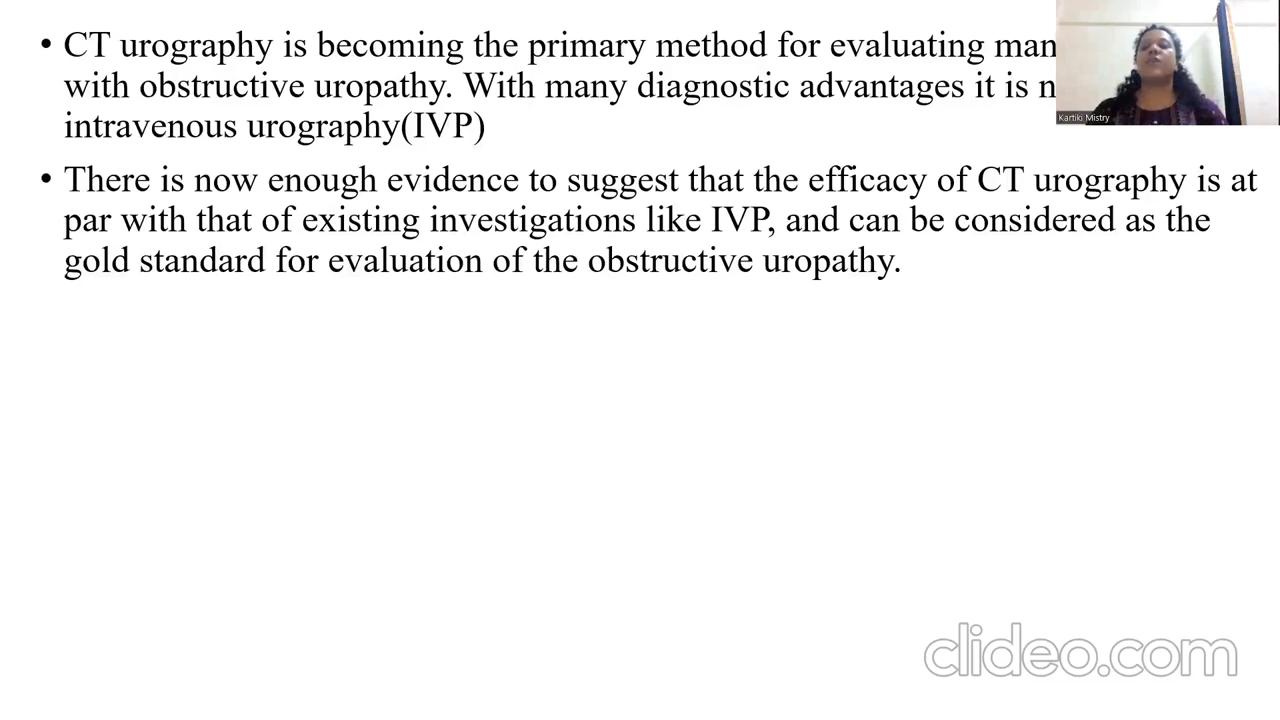 • CT urography is becoming the primary method for evaluating
with obstructive uropathy. With many diagnostic advantages it is
intravenous urography(IVP)
• There is now enough evidence to suggest that the efficacy of CT urography is at
par with that of existing investigations like IVP, and can be considered as the
gold standard for evaluation of the obstructive uropathy.
Kartiki Mistry
clideo.com